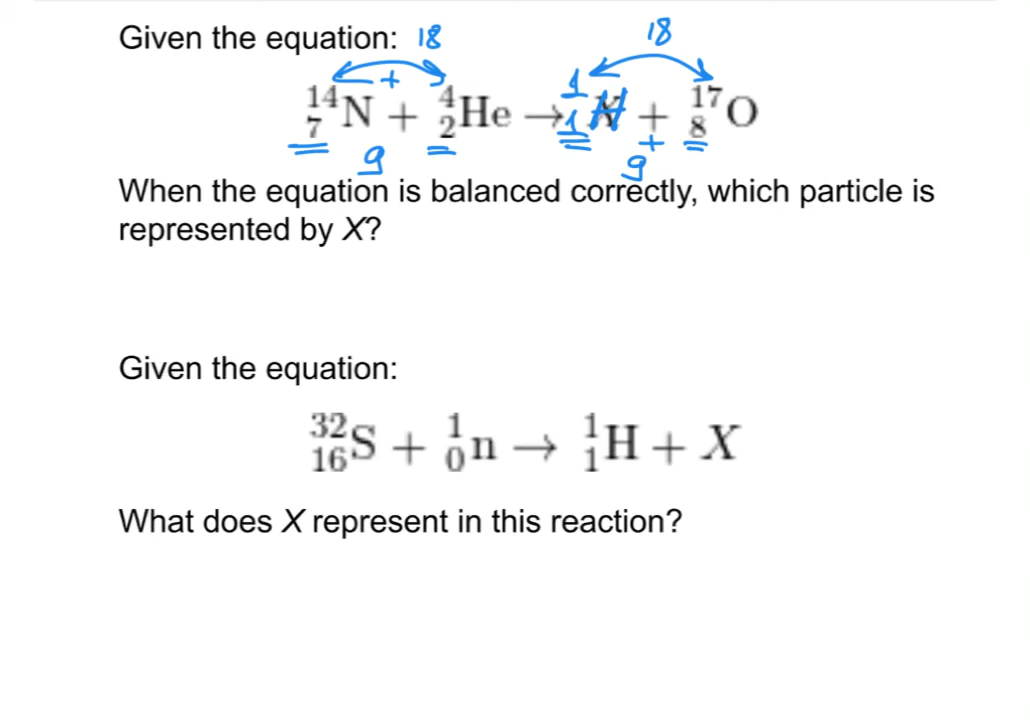 Given the equation: 18 18
¹⁴₇N + ⁴₂He → ¹₁H + ¹⁷₈O
+ 9 + 9
When the equation is balanced correctly, which particle is
represented by X?
Given the equation:
³²₁₆S + ¹₀n → ¹₁H + X
What does X represent in this reaction?